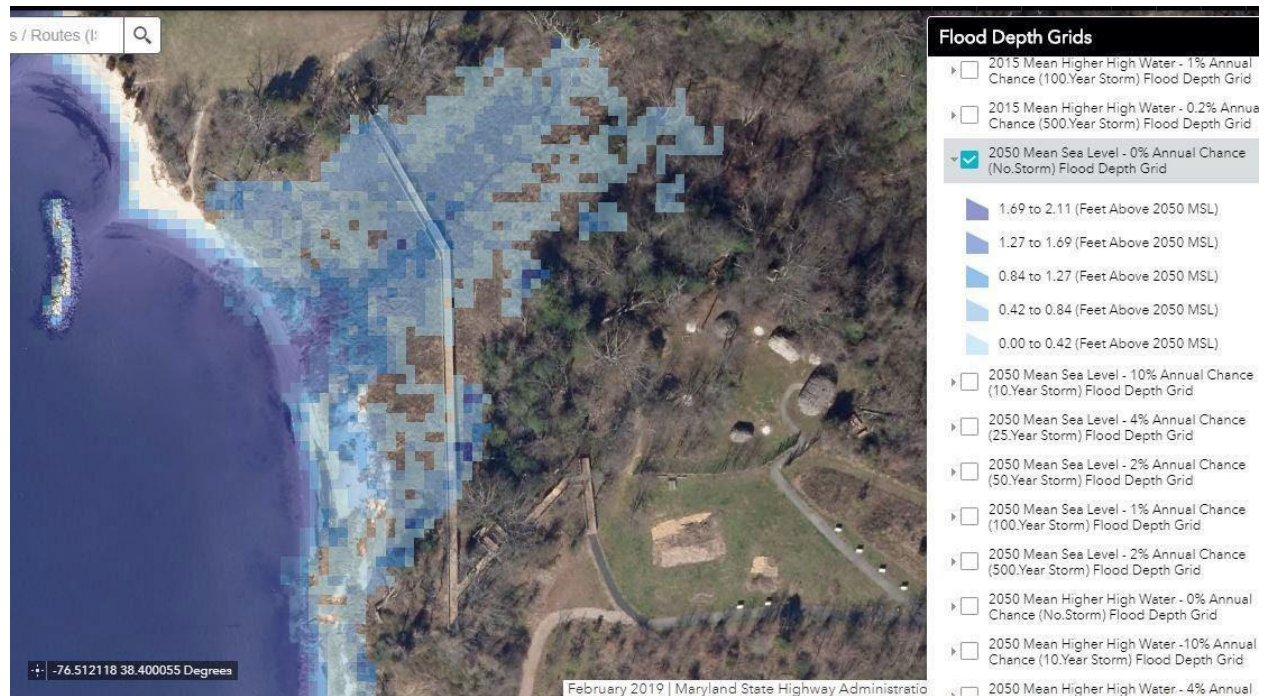 s / Routes (I
Flood Depth Grids
2015 Mean Higher High Water - 1% Annual
Chance (100.Year Storm) Flood Depth Grid
2015 Mean Higher High Water - 0.2% Annua
Chance (500.Year Storm) Flood Depth Grid
2050 Mean Sea Level - 0% Annual Chance
(No.Storm) Flood Depth Grid
1.69 to 2.11 (Feet Above 2050 MSL)
1.27 to 1.69 (Feet Above 2050 MSL)
0.84 to 1.27 (Feet Above 2050 MSL)
0.42 to 0.84 (Feet Above 2050 MSL)
0.00 to 0.42 (Feet Above 2050 MSL)
2050 Mean Sea Level - 10% Annual Chance
(10.Year Storm) Flood Depth Grid
2050 Mean Sea Level - 4% Annual Chance
(25.Year Storm) Flood Depth Grid
2050 Mean Sea Level - 2% Annual Chance
(50.Year Storm) Flood Depth Grid
2050 Mean Sea Level - 1% Annual Chance
(100.Year Storm) Flood Depth Grid
2050 Mean Sea Level - 2% Annual Chance
(500.Year Storm) Flood Depth Grid
2050 Mean Higher High Water - 0% Annual
Chance (No.Storm) Flood Depth Grid
2050 Mean Higher High Water -10% Annual
Chance (10.Year Storm) Flood Depth Grid
2050 Mean Higher High Water - 4% Annual
-76.512118 38.400055 Degrees
February 2019 | Maryland State Highway Administratio